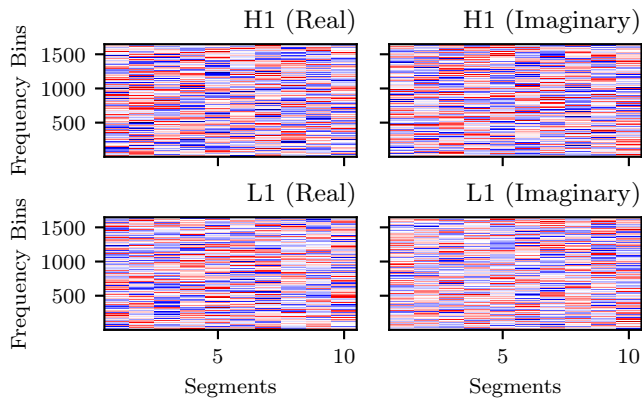 H1 (Real)
H1 (Imaginary)
Frequency Bins
1500
1000
500
L1 (Real)
L1 (Imaginary)
Frequency Bins
1500
1000
500
5
10
5
10
Segments
Segments